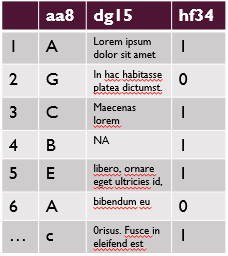 aa8 dg15 hf34
1 A Lorem ipsum dolor sit amet 1
2 G In hac habitasse platea dictumst. 0
3 C Maecenas lorem 1
4 B NA 1
5 E libero, ornare eget ultricies id, 1
6 A bibendum eu 0
... c 0risus. Fusce in eleifend est 1